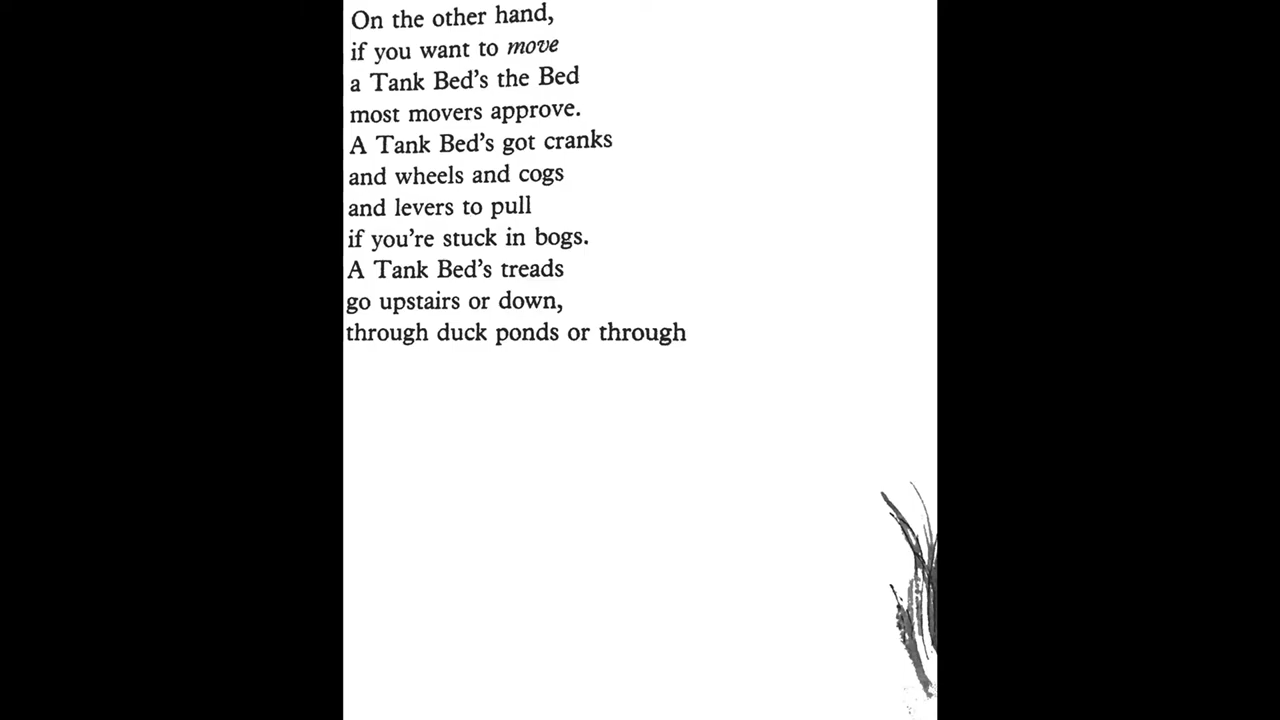 On the other hand,
if you want to move
a Tank Bed's the Bed
most movers approve.
A Tank Bed's got cranks
and wheels and cogs
and levers to pull
if you're stuck in bogs.
A Tank Bed's treads
go upstairs or down,
through duck ponds or through